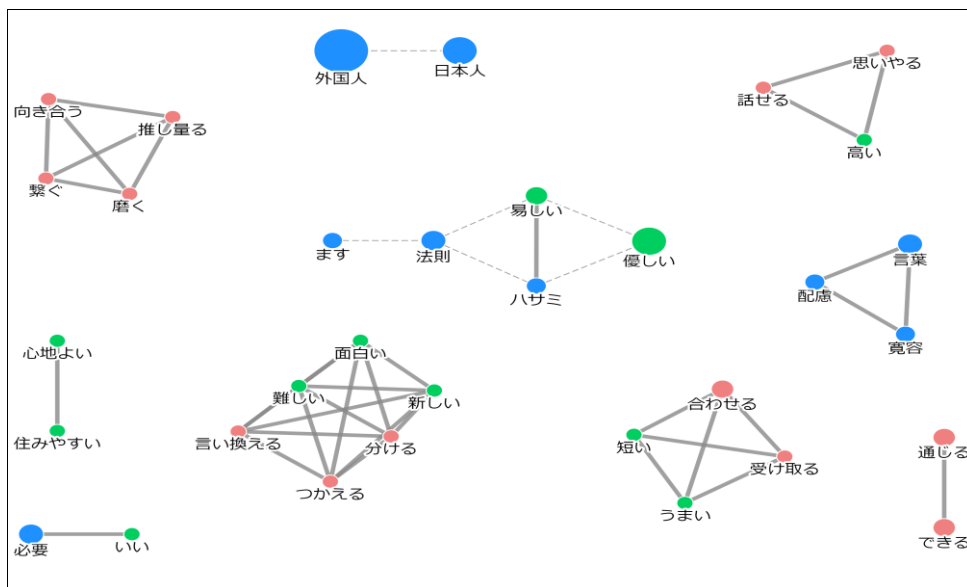 外国人
日本人
思いやる
話せる
高い
向き合う
推し量る
繋ぐ
磨く
易しい
ます
法則
優しい
ハサミ
言葉
配慮
寛容
心地よい
住みやすい
面白い
難しい
新しい
言い換える
分ける
つかえる
合わせる
短い
受け取る
うまい
通じる
できる
必要
いい